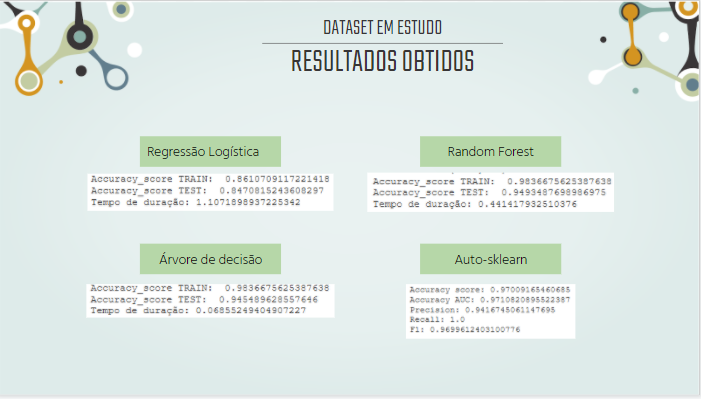 DATASET EM ESTUDO
RESULTADOS OBTIDOS
Regressão Logística
Accuracy_score TRAIN: 0.8610709117221418
Accuracy_score TEST: 0.8470815243608297
Tempo de duração: 1.1071898937225342
Random Forest
Accuracy_score TRAIN: 0.9836675625387638
Accuracy_score TEST: 0.9493487698986975
Tempo de duração: 0.441417932510376
Árvore de decisão
Accuracy_score TRAIN: 0.9836675625387638
Accuracy_score TEST: 0.945489628557646
Tempo de duração: 0.06855249404907227
Auto-sklearn
Accuracy score: 0.97009165460685
Accuracy AUC: 0.9710820895522387
Precision: 0.9416745061147695
Recall: 1.0
F1: 0.9699612403100776